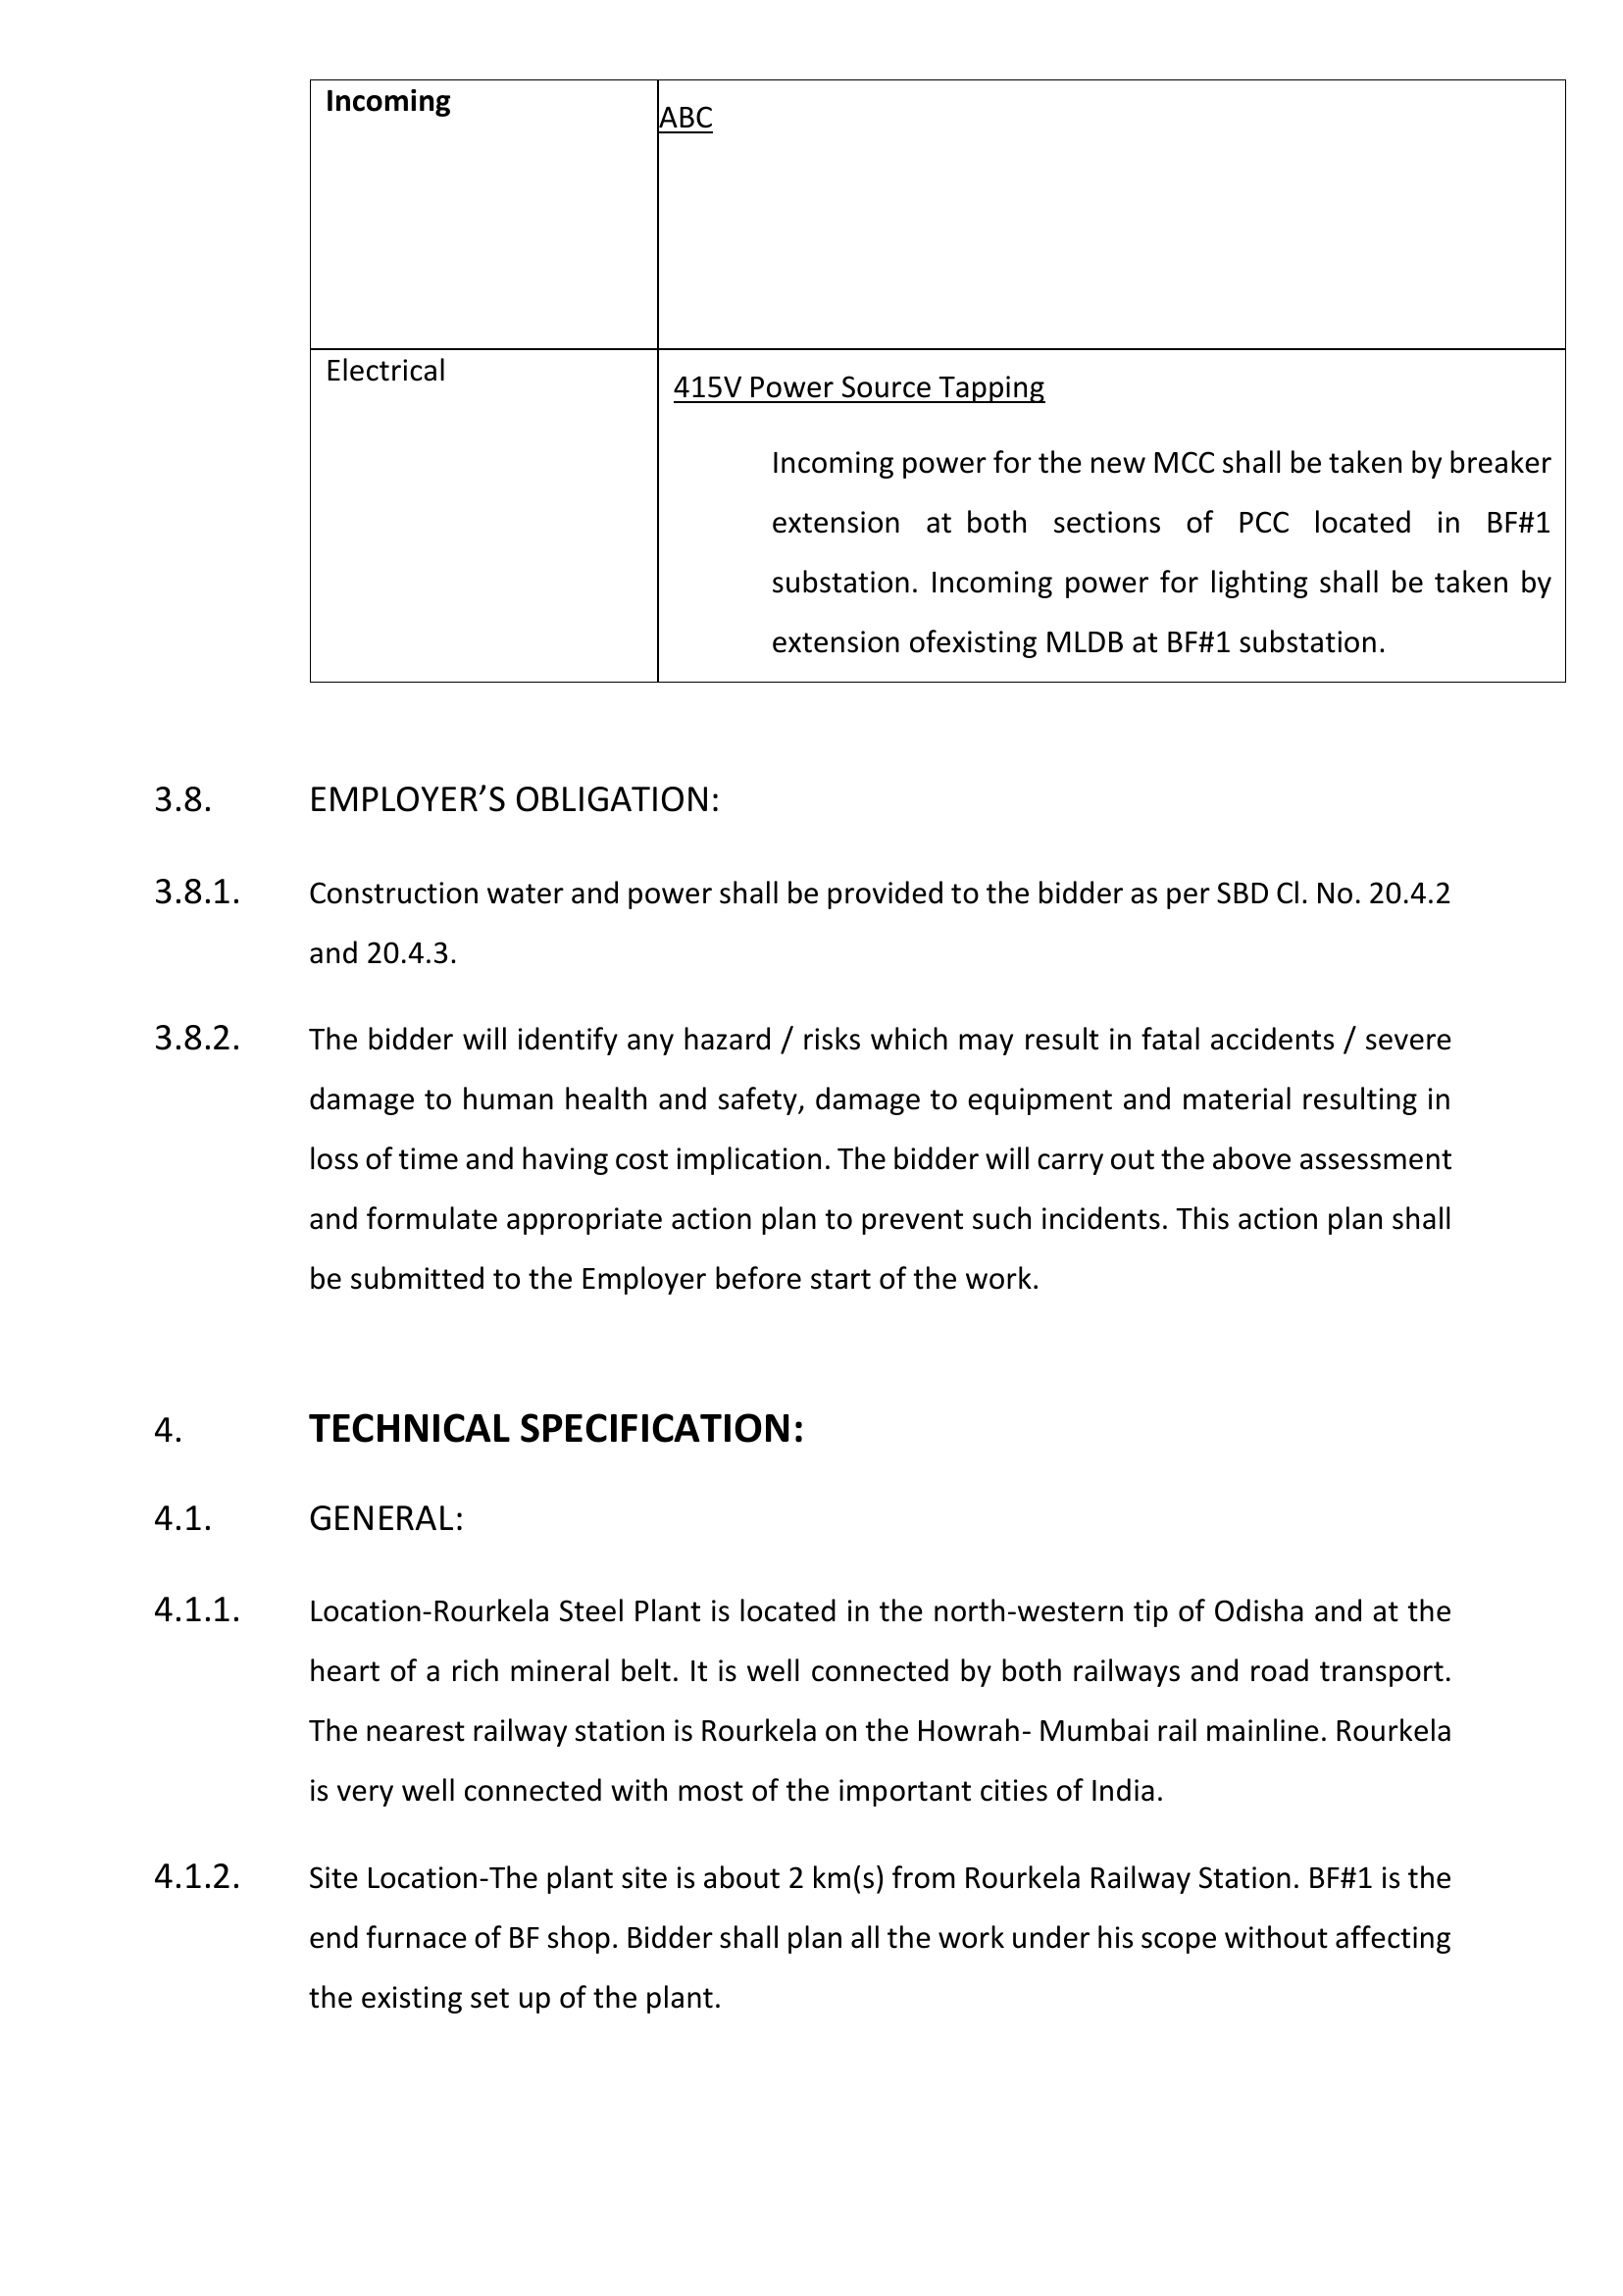 Incoming
ABC
Electrical
415V Power Source Tapping
Incoming power for the new MCC shall be taken by breaker
extension at both sections of PCC located in BF#1
substation. Incoming power for lighting shall be taken by
extension ofexisting MLDB at BF#1 substation.
3.8. EMPLOYER’S OBLIGATION:
3.8.1. Construction water and power shall be provided to the bidder as per SBD Cl. No. 20.4.2
and 20.4.3.
3.8.2. The bidder will identify any hazard / risks which may result in fatal accidents / severe
damage to human health and safety, damage to equipment and material resulting in
loss of time and having cost implication. The bidder will carry out the above assessment
and formulate appropriate action plan to prevent such incidents. This action plan shall
be submitted to the Employer before start of the work.
4. TECHNICAL SPECIFICATION:
4.1. GENERAL:
4.1.1. Location-Rourkela Steel Plant is located in the north-western tip of Odisha and at the
heart of a rich mineral belt. It is well connected by both railways and road transport.
The nearest railway station is Rourkela on the Howrah- Mumbai rail mainline. Rourkela
is very well connected with most of the important cities of India.
4.1.2. Site Location-The plant site is about 2 km(s) from Rourkela Railway Station. BF#1 is the
end furnace of BF shop. Bidder shall plan all the work under his scope without affecting
the existing set up of the plant.